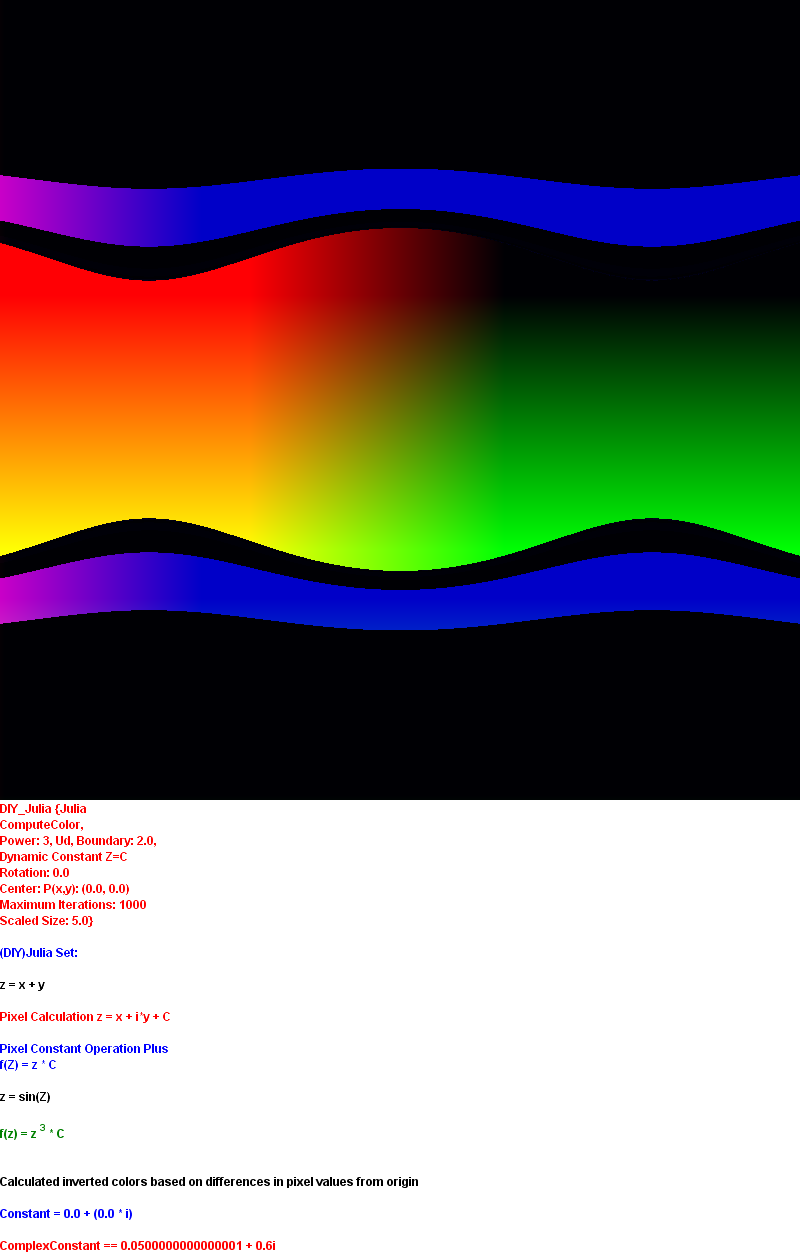 DIY_Julia {Julia
ComputeColor,
Power: 3, Ud, Boundary: 2.0,
Dynamic Constant Z=C
Rotation: 0.0
Center: P(x,y): (0.0, 0.0)
Maximum Iterations: 1000
Scaled Size: 5.0}
(DIY)Julia Set:
z = x + y
Pixel Calculation z = x + i*y + C
Pixel Constant Operation Plus
f(Z) = z * C
z = sin(Z)
f(z) = z ³ * C
Calculated inverted colors based on differences in pixel values from origin
Constant = 0.0 + (0.0 * i)
ComplexConstant == 0.0500000000000001 + 0.6i